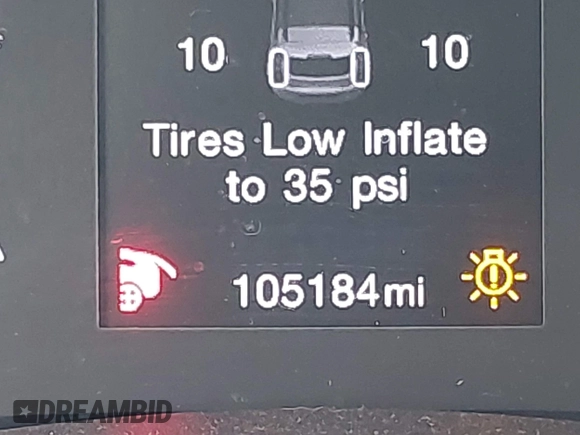 10 10
Tires Low Inflate
to 35 psi
105184mi
DREAMBID